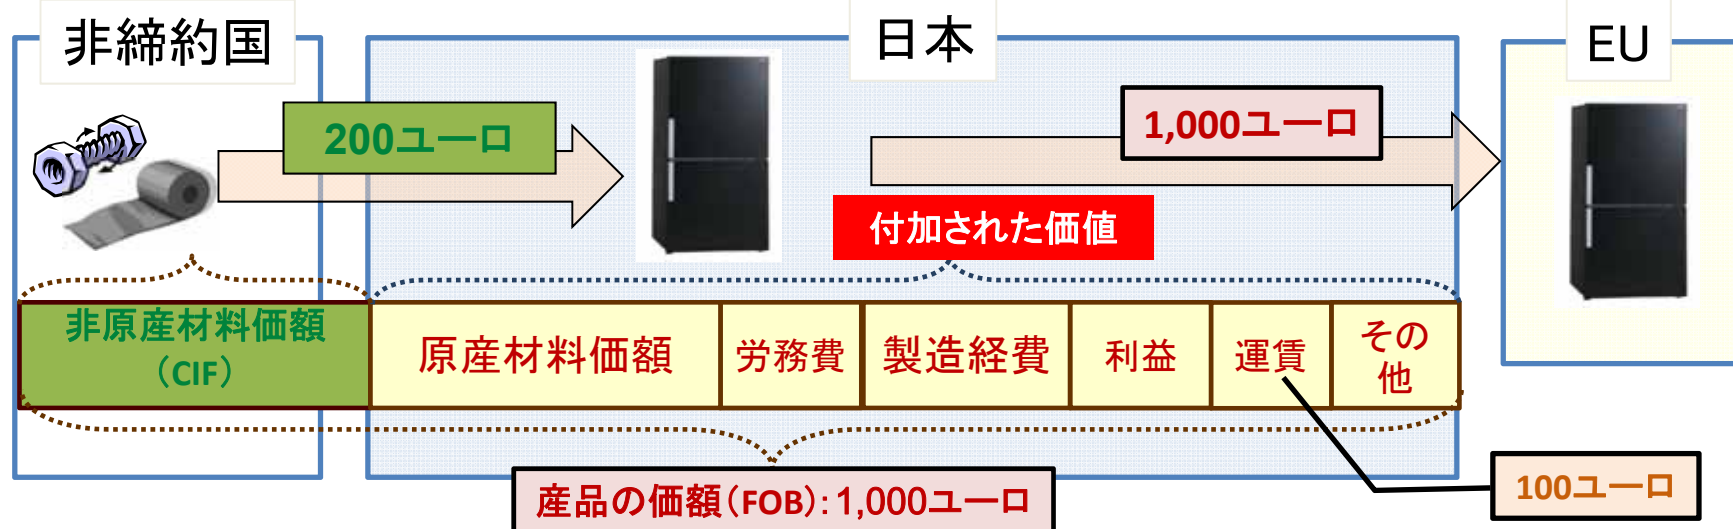 非締約国
日本
EU
200ユーロ
1,000ユーロ
付加された価値
非原産材料価額
(CIF)
原産材料価額
労務費
製造経費
利益
運賃
その
他
産品の価額(FOB):1,000ユーロ
100ユーロ